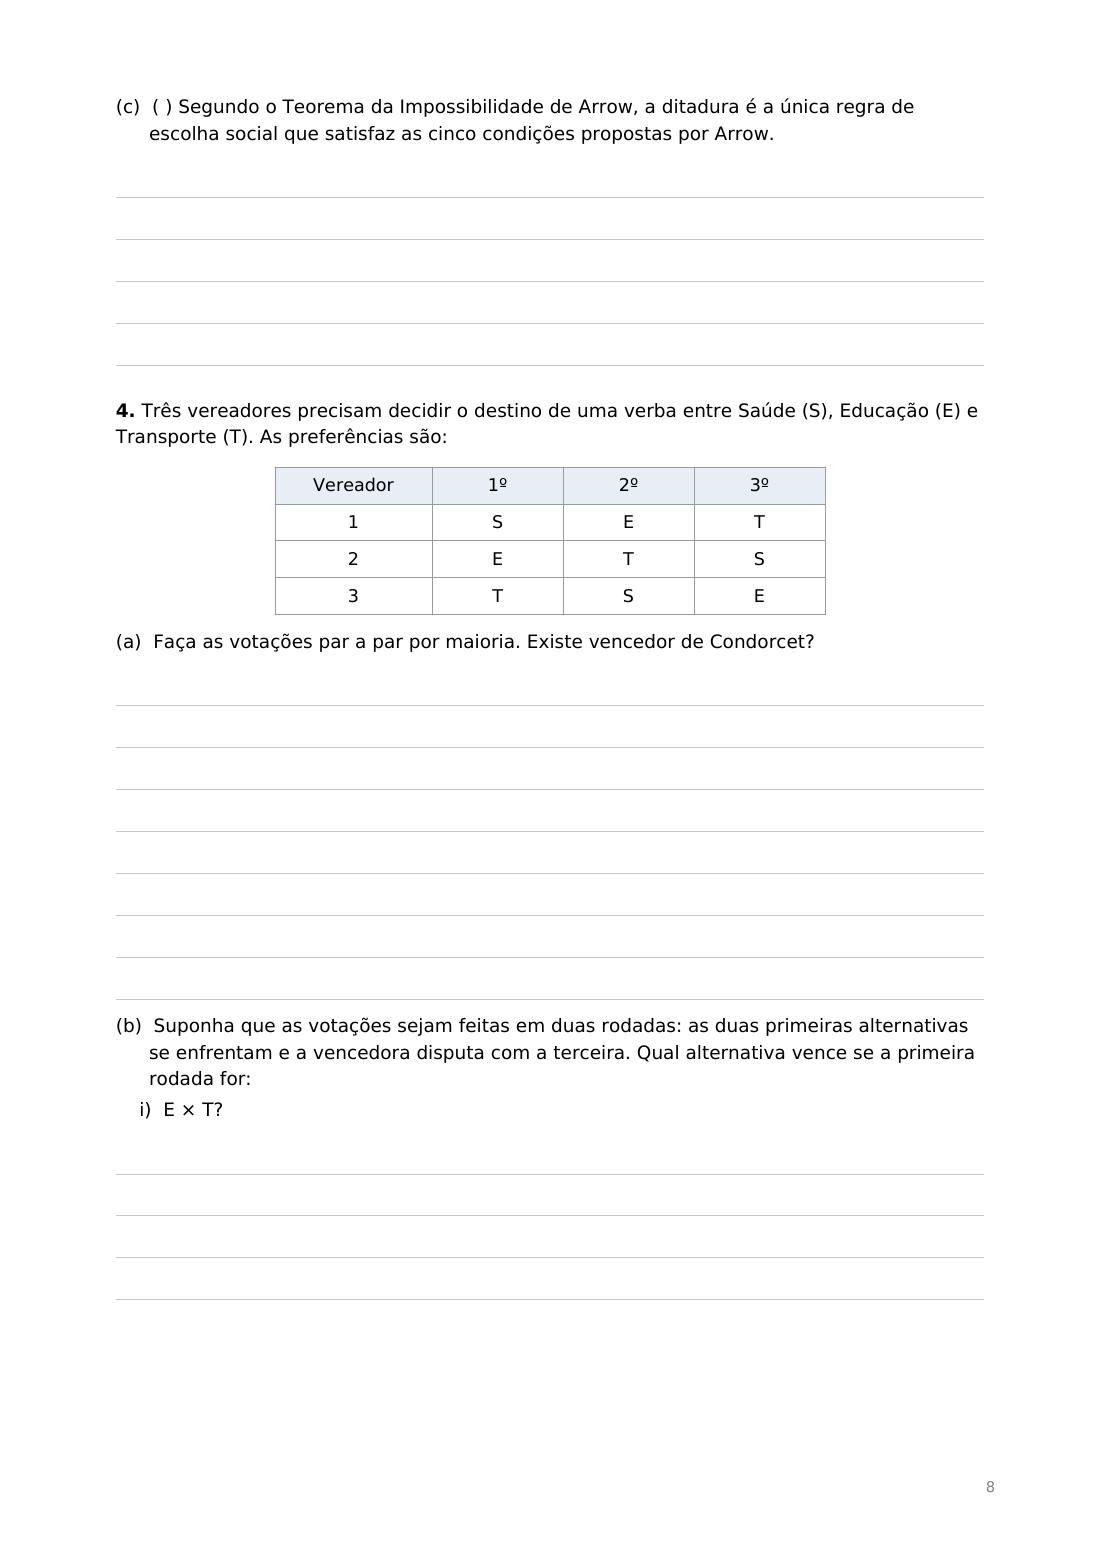 (c) ( ) Segundo o Teorema da Impossibilidade de Arrow, a ditadura é a única regra de
escolha social que satisfaz as cinco condições propostas por Arrow.
4. Três vereadores precisam decidir o destino de uma verba entre Saúde (S), Educação (E) e
Transporte (T). As preferências são:
Vereador 1º 2º 3º
1 S E T
2 E T S
3 T S E
(a) Faça as votações par a par por maioria. Existe vencedor de Condorcet?
(b) Suponha que as votações sejam feitas em duas rodadas: as duas primeiras alternativas
se enfrentam e a vencedora disputa com a terceira. Qual alternativa vence se a primeira
rodada for:
i) E × T?
8